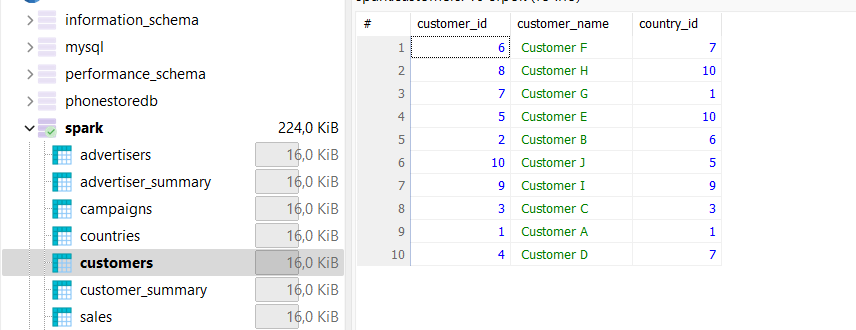 information_schema
mysql
performance_schema
phonestoredb
spark 224,0 KiB
advertisers 16,0 KiB
advertiser_summary 16,0 KiB
campaigns 16,0 KiB
countries 16,0 KiB
customers 16,0 KiB
customer_summary 16,0 KiB
sales 16,0 KiB
# customer_id customer_name country_id
1 6 Customer F 7
2 8 Customer H 10
3 7 Customer G 1
4 5 Customer E 10
5 2 Customer B 6
6 10 Customer J 5
7 9 Customer I 9
8 3 Customer C 3
9 1 Customer A 1
10 4 Customer D 7